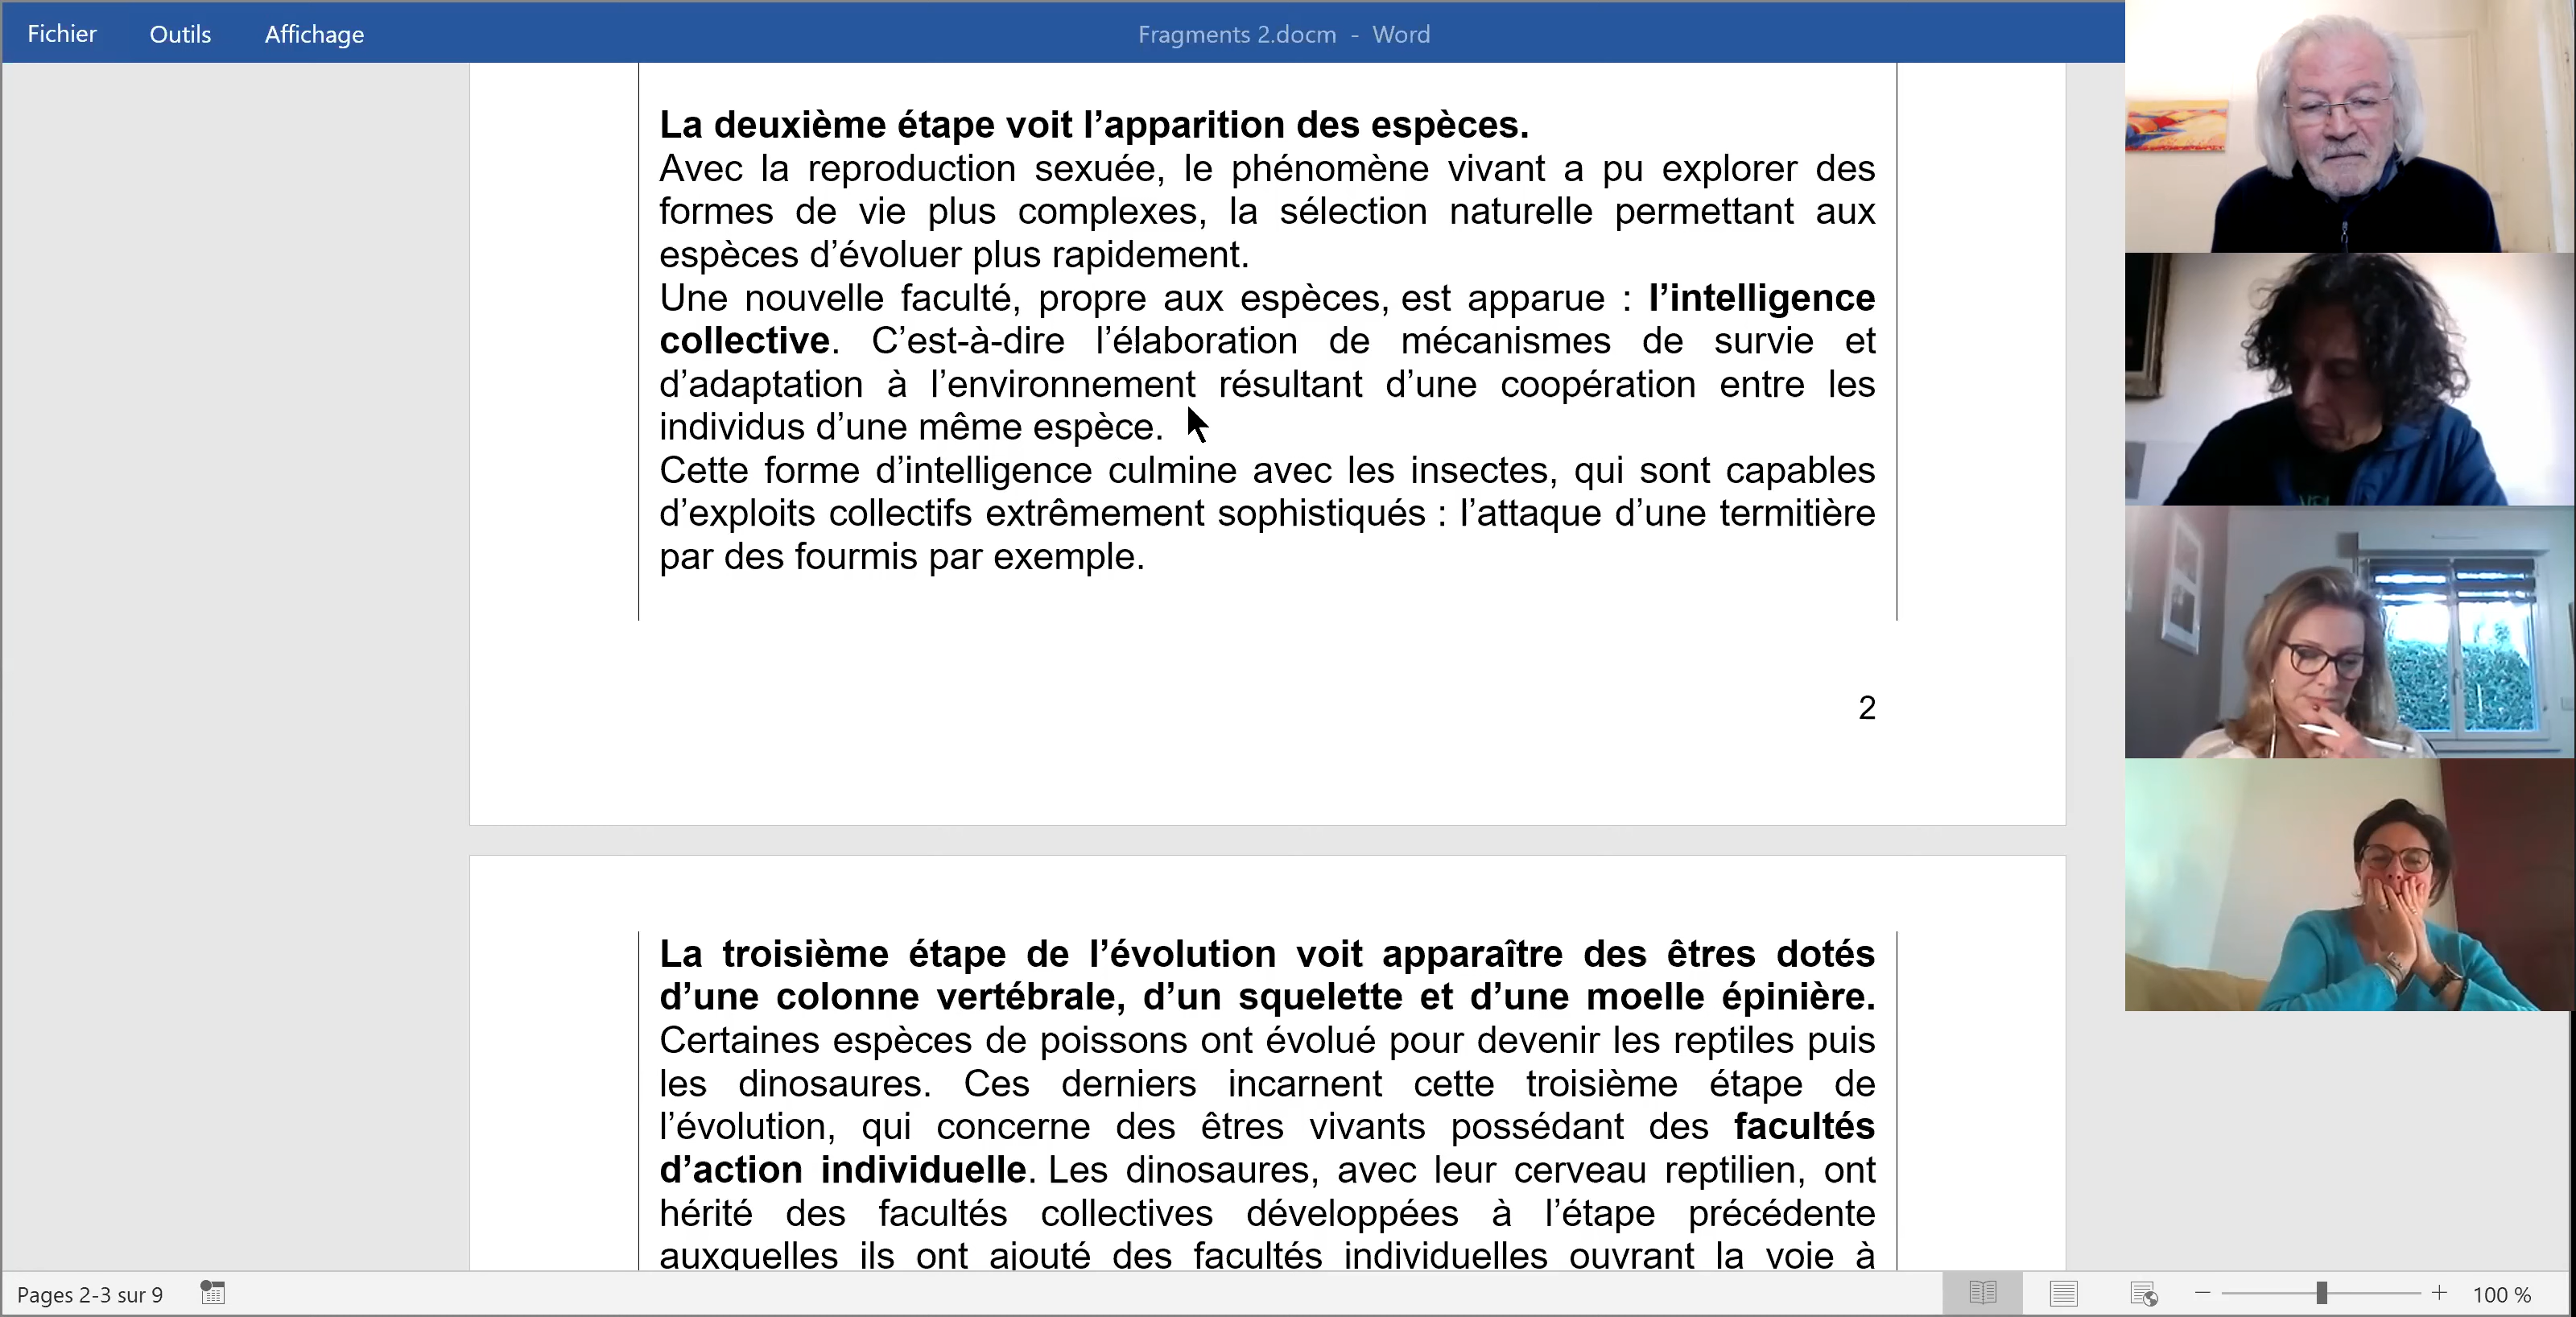 Fichier Outils Affichage Fragments 2.docm - Word
La deuxième étape voit l’apparition des espèces.
Avec la reproduction sexuée, le phénomène vivant a pu explorer des
formes de vie plus complexes, la sélection naturelle permettant aux
espèces d’évoluer plus rapidement.
Une nouvelle faculté, propre aux espèces, est apparue : l’intelligence
collective. C’est-à-dire l’élaboration de mécanismes de survie et
d’adaptation à l’environnement résultant d’une coopération entre les
individus d’une même espèce.
Cette forme d’intelligence culmine avec les insectes, qui sont capables
d’exploits collectifs extrêmement sophistiqués : l’attaque d’une termitière
par des fourmis par exemple.
2
La troisième étape de l’évolution voit apparaître des êtres dotés
d’une colonne vertébrale, d’un squelette et d’une moelle épinière.
Certaines espèces de poissons ont évolué pour devenir les reptiles puis
les dinosaures. Ces derniers incarnent cette troisième étape de
l’évolution, qui concerne des êtres vivants possédant des facultés
d’action individuelle. Les dinosaures, avec leur cerveau reptilien, ont
hérité des facultés collectives développées à l’étape précédente
auxquelles ils ont ajouté des facultés individuelles ouvrant la voie à
Pages 2-3 sur 9 100 %